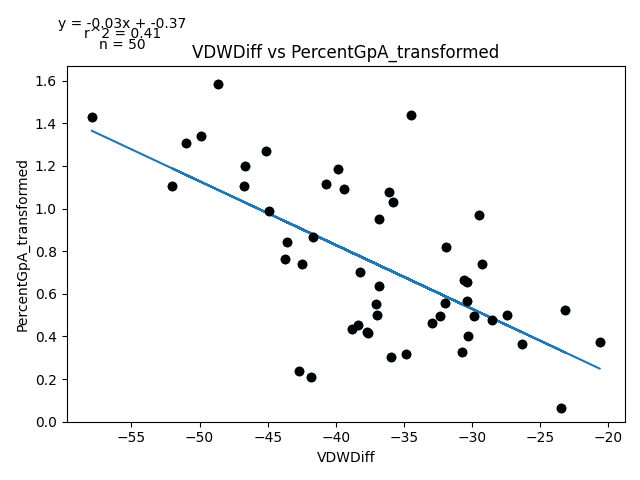 y = -0.03x + -0.37
r^2 = 0.41
n = 50
VDWDiff vs PercentGpA_transformed
PercentGpA_transformed
1.6
1.4
1.2
1.0
0.8
0.6
0.4
0.2
0.0
−55 −50 −45 −40 −35 −30 −25 −20
VDWDiff